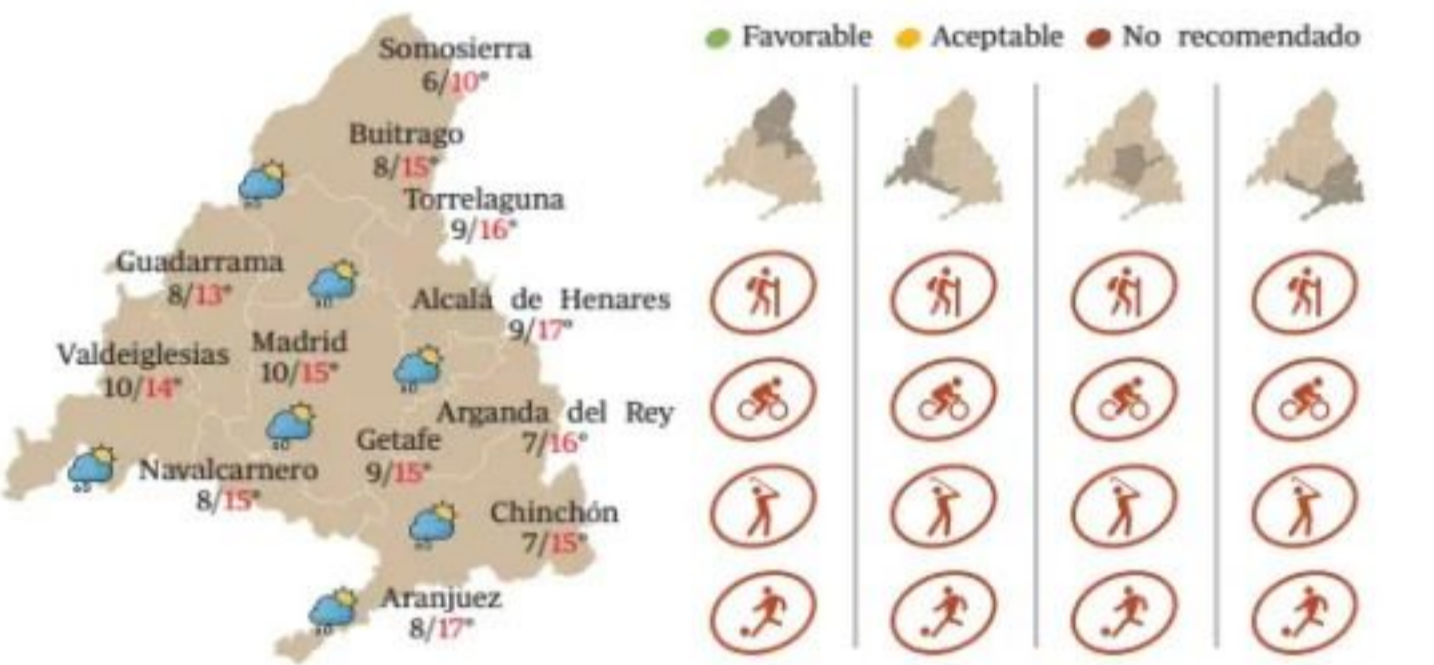 Somosierra
6/10°
Buitrago
8/15°
Torrelaguna
9/16°
Guadarrama
8/13°
Alcalá de Henares
9/17°
Valdeiglesias
10/14°
Madrid
10/15°
Arganda del Rey
7/16°
Getafe
9/15°
Navalcarnero
8/15°
Chinchón
7/15°
Aranjuez
8/17°
Favorable Aceptable No recomendado